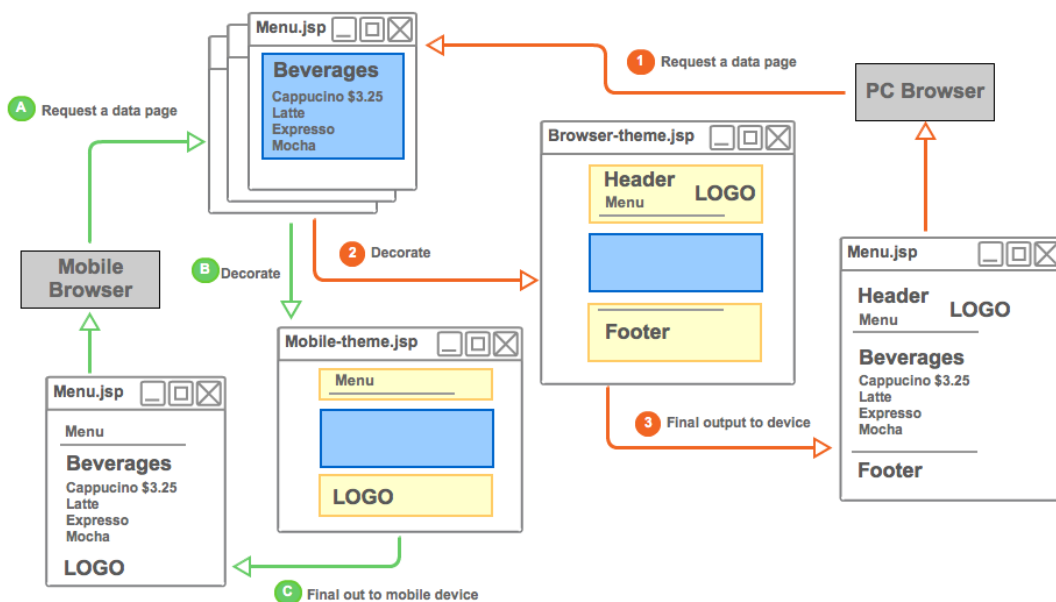 Menu.jsp
Beverages
Cappucino $3.25
Latte
Expresso
Mocha
1 Request a data page
PC Browser
A Request a data page
Browser-theme.jsp
Header
Menu
LOGO
Footer
2 Decorate
B Decorate
Mobile
Browser
Mobile-theme.jsp
Menu
LOGO
Menu.jsp
Header
Menu
LOGO
Beverages
Cappucino $3.25
Latte
Expresso
Mocha
Footer
3 Final output to device
Menu.jsp
Menu
Beverages
Cappucino $3.25
Latte
Expresso
Mocha
LOGO
C Final out to mobile device